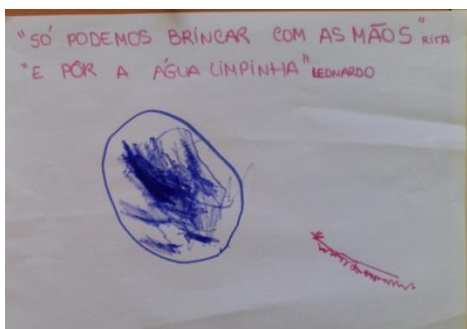 "SÓ PODEMOS BRINCAR COM AS MÃOS" RITA
"E PÔR A ÁGUA LIMPINHA" LEONARDO